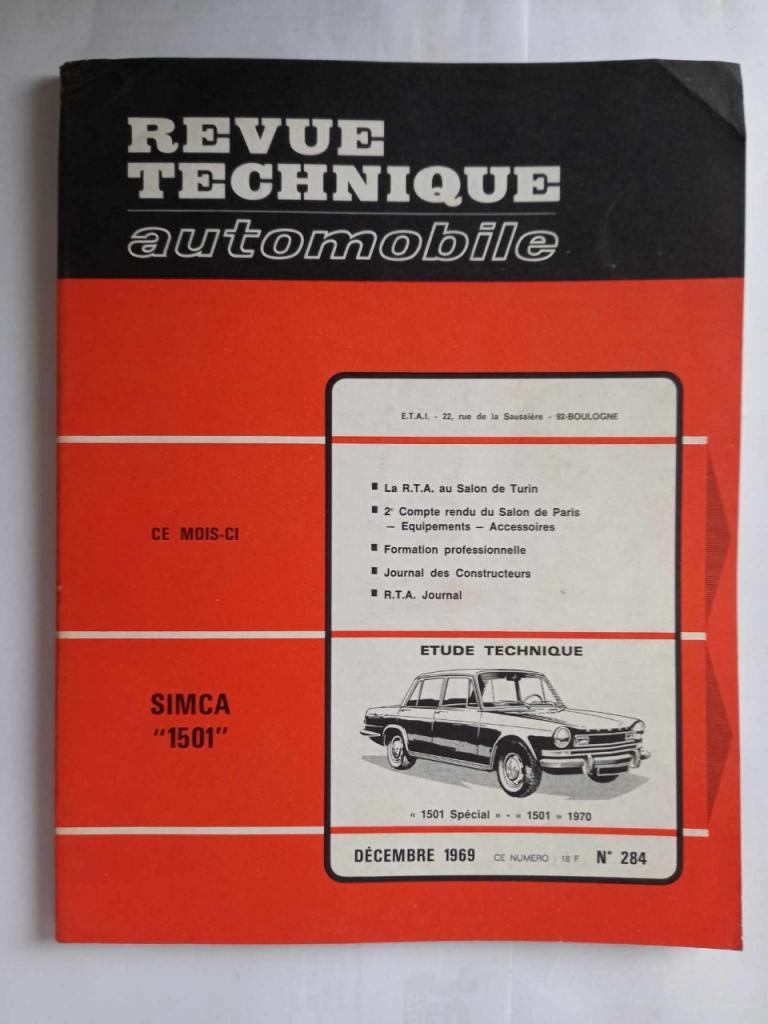 REVUE
TECHNIQUE
automobile
E.T.A.I. - 22, rue de la Saussière - 92-BOULOGNE
CE MOIS-CI
■ La R.T.A. au Salon de Turin
■ 2e Compte rendu du Salon de Paris
— Equipements — Accessoires
■ Formation professionnelle
■ Journal des Constructeurs
■ R.T.A. Journal
SIMCA
"1501"
ETUDE TECHNIQUE
« 1501 Spécial » - « 1501 » 1970
DÉCEMBRE 1969 CE NUMERO : 18 F N° 284